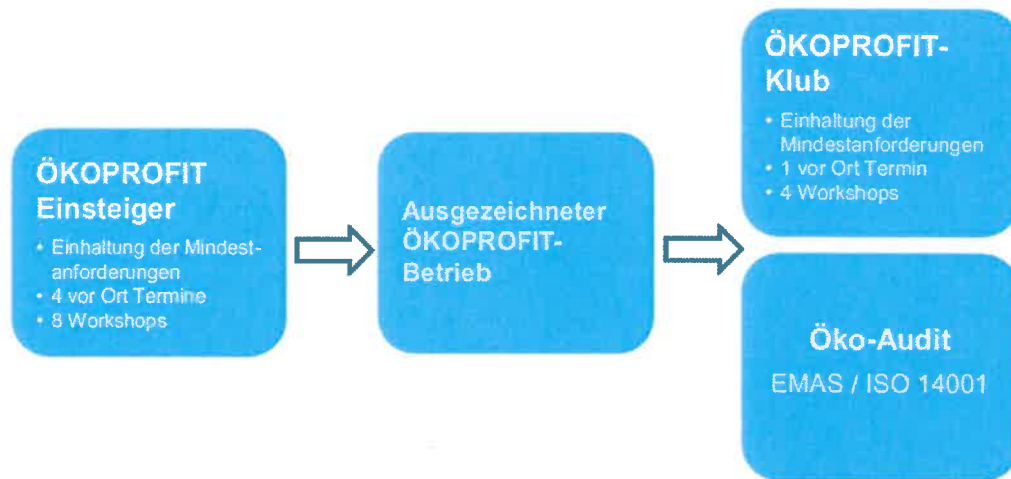 ÖKOPROFIT
Einsteiger
• Einhaltung der Mindest-
anforderungen
• 4 vor Ort Termine
• 8 Workshops
Ausgezeichneter
ÖKOPROFIT-
Betrieb
ÖKOPROFIT-
Klub
• Einhaltung der
Mindestanforderungen
• 1 vor Ort Termin
• 4 Workshops
Öko-Audit
EMAS / ISO 14001